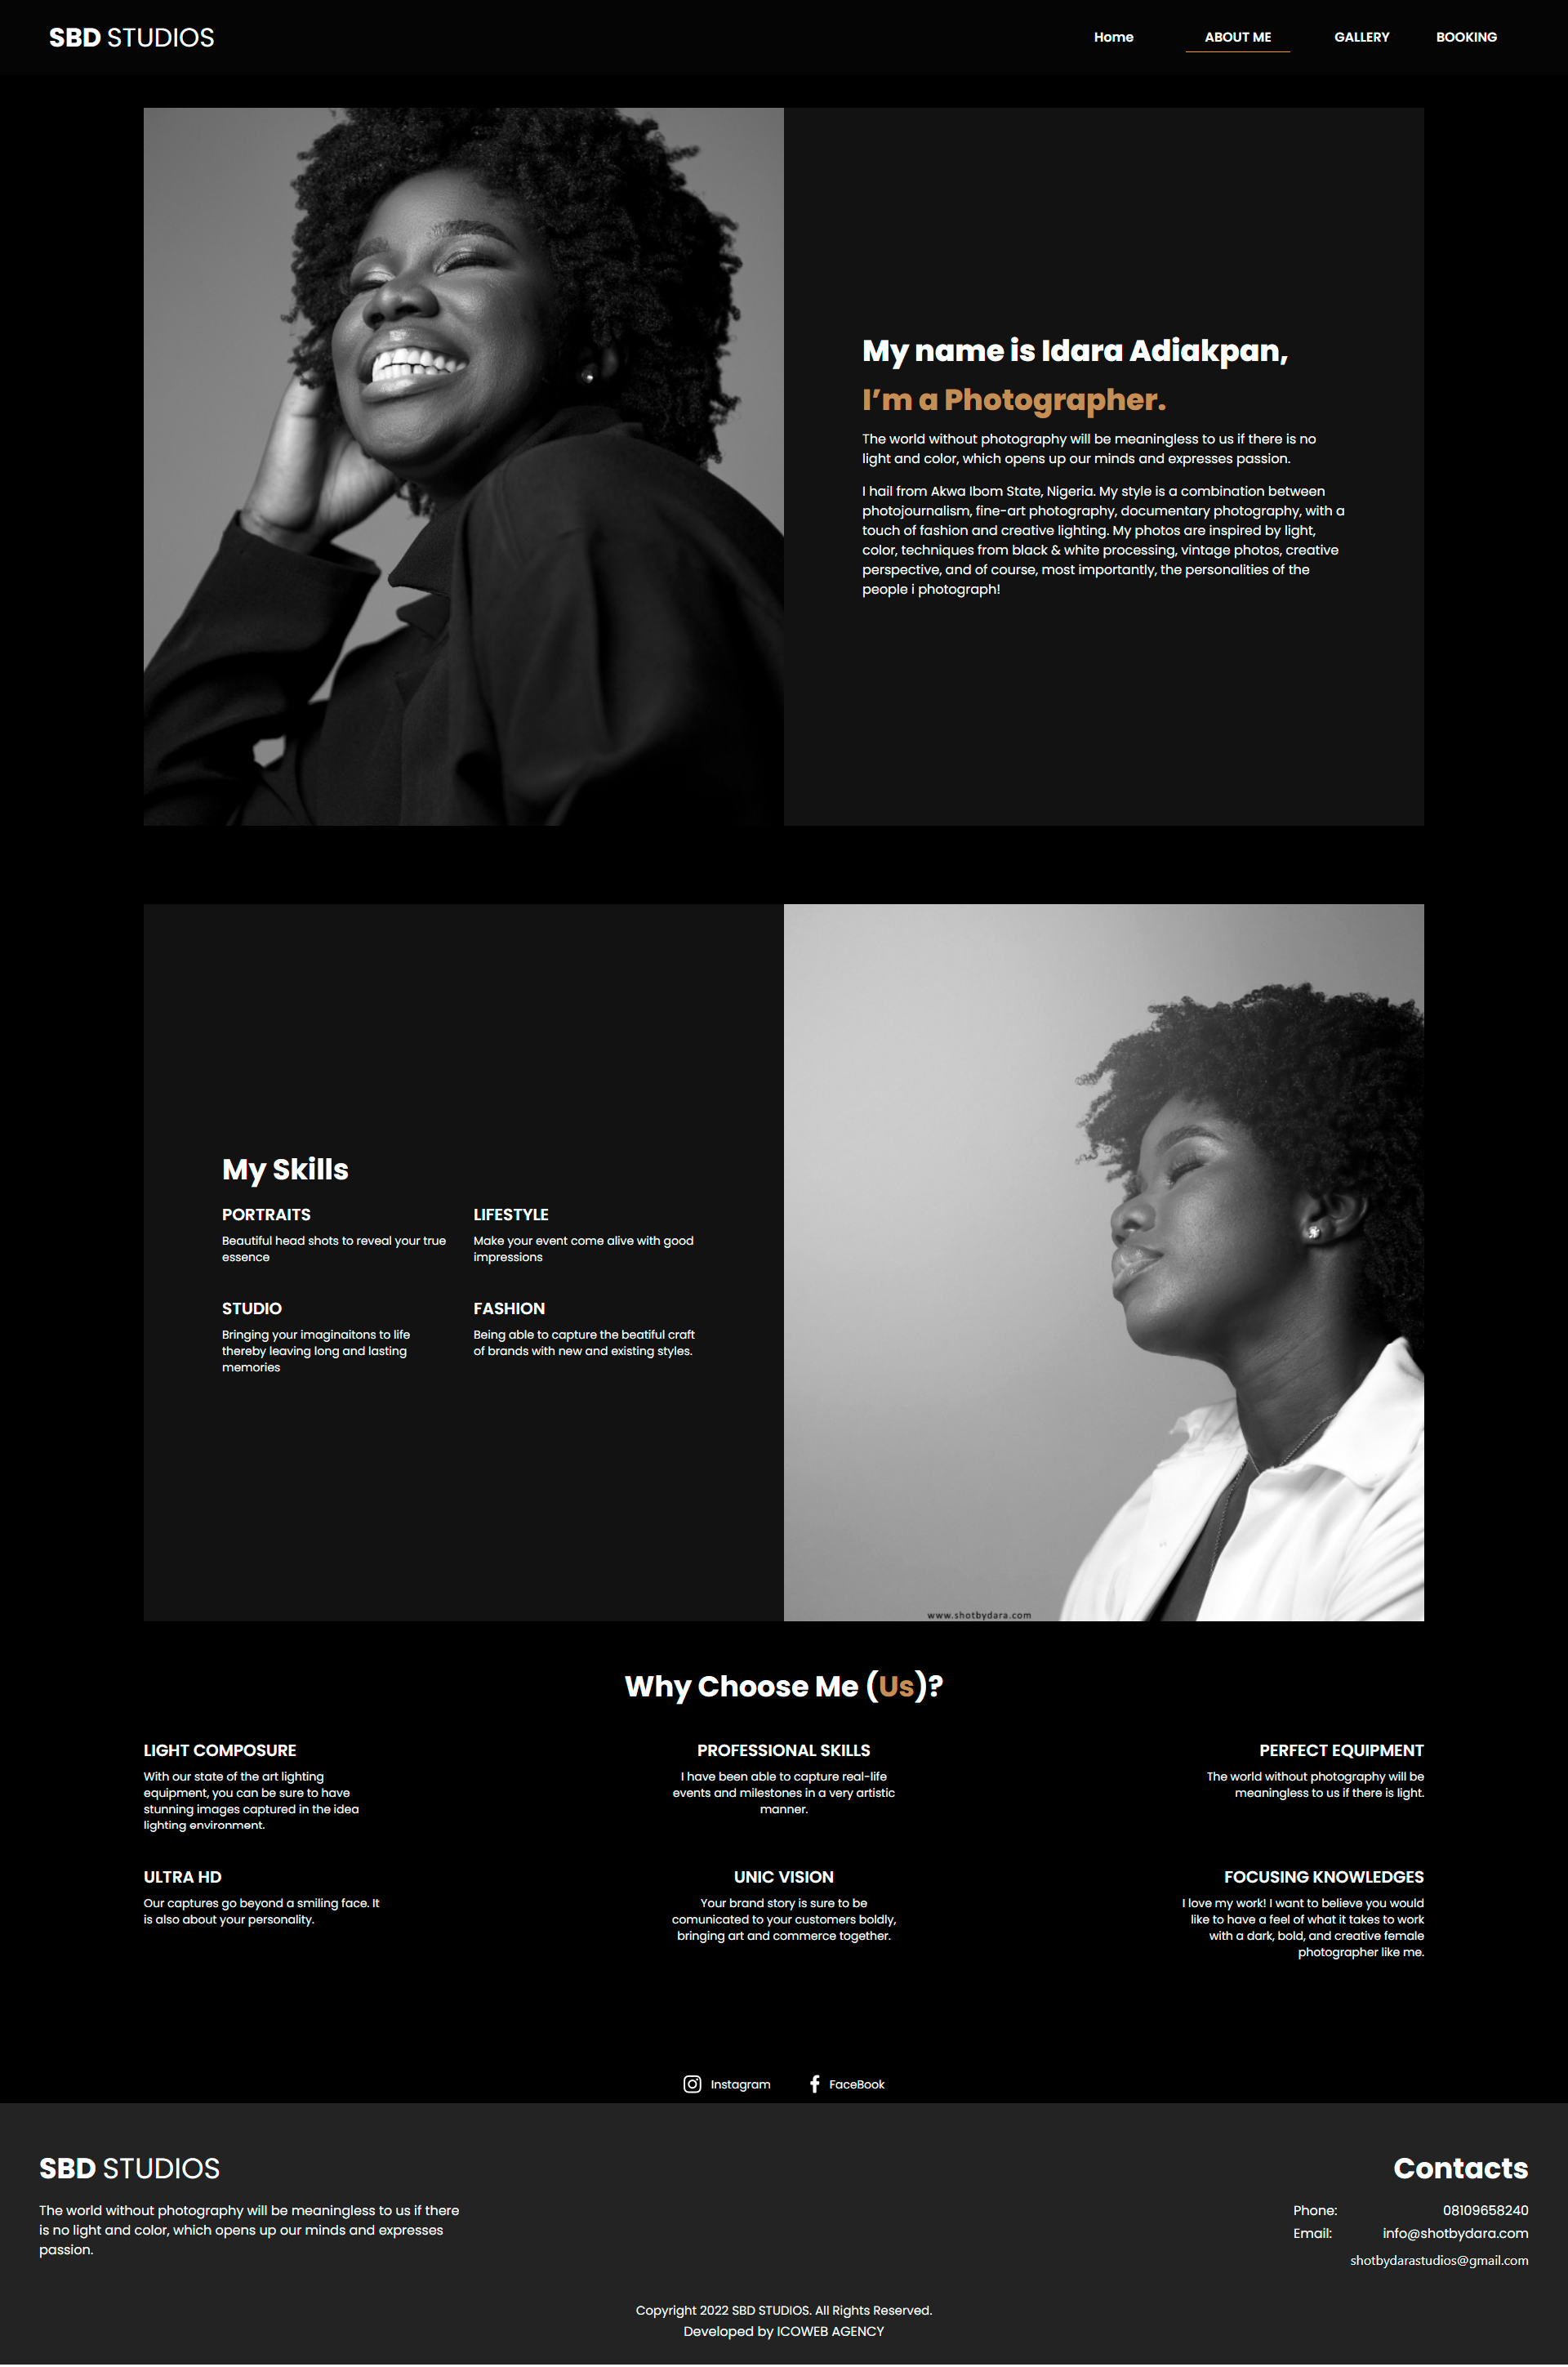 SBD STUDIOS
Home
ABOUT ME
GALLERY
BOOKING
My name is Idara Adiakpan,
I’m a Photographer.
The world without photography will be meaningless to us if there is no
light and color, which opens up our minds and expresses passion.
I hail from Akwa Ibom State, Nigeria. My style is a combination between
photojournalism, fine-art photography, documentary photography, with a
touch of fashion and creative lighting. My photos are inspired by light,
color, techniques from black & white processing, vintage photos, creative
perspective, and of course, most importantly, the personalities of the
people i photograph!
My Skills
PORTRAITS
Beautiful head shots to reveal your true
essence
LIFESTYLE
Make your event come alive with good
impressions
STUDIO
Bringing your imaginaitons to life
thereby leaving long and lasting
memories
FASHION
Being able to capture the beatiful craft
of brands with new and existing styles.
www.shotbydara.com
Why Choose Me (Us)?
LIGHT COMPOSURE
With our state of the art lighting
equipment, you can be sure to have
stunning images captured in the idea
lighting environment.
PROFESSIONAL SKILLS
I have been able to capture real-life
events and milestones in a very artistic
manner.
PERFECT EQUIPMENT
The world without photography will be
meaningless to us if there is light.
ULTRA HD
Our captures go beyond a smiling face. It
is also about your personality.
UNIC VISION
Your brand story is sure to be
comunicated to your customers boldly,
bringing art and commerce together.
FOCUSING KNOWLEDGES
I love my work! I want to believe you would
like to have a feel of what it takes to work
with a dark, bold, and creative female
photographer like me.
Instagram
FaceBook
SBD STUDIOS
The world without photography will be meaningless to us if there
is no light and color, which opens up our minds and expresses
passion.
Contacts
Phone: 08109658240
Email: info@shotbydara.com
shotbydarastudios@gmail.com
Copyright 2022 SBD STUDIOS. All Rights Reserved.
Developed by ICOWEB AGENCY